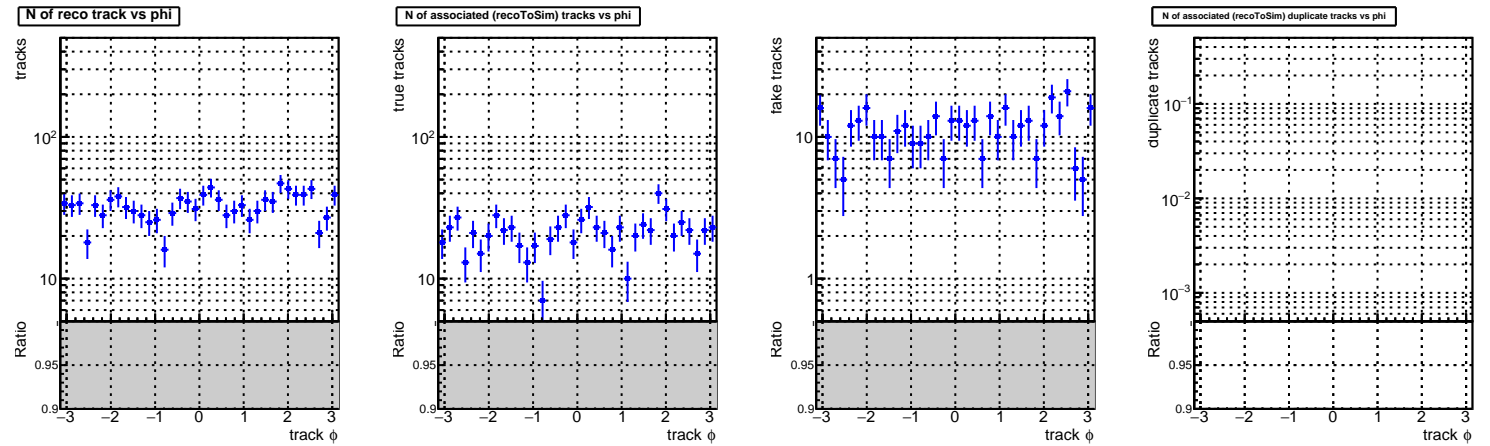 N of reco track vs phi
tracks
10²
10
Ratio
1
0.95
0.9
−3 −2 −1 0 1 2 3
track φ
N of associated (recoToSim) tracks vs phi
true tracks
10²
10
Ratio
1
0.95
0.9
−3 −2 −1 0 1 2 3
track φ
fake tracks
10
1
Ratio
1
0.95
0.9
−3 −2 −1 0 1 2 3
track φ
N of associated (recoToSim) duplicate tracks vs phi
duplicate tracks
10⁻¹
10⁻²
10⁻³
Ratio
1
0.95
0.9
−3 −2 −1 0 1 2 3
track φ